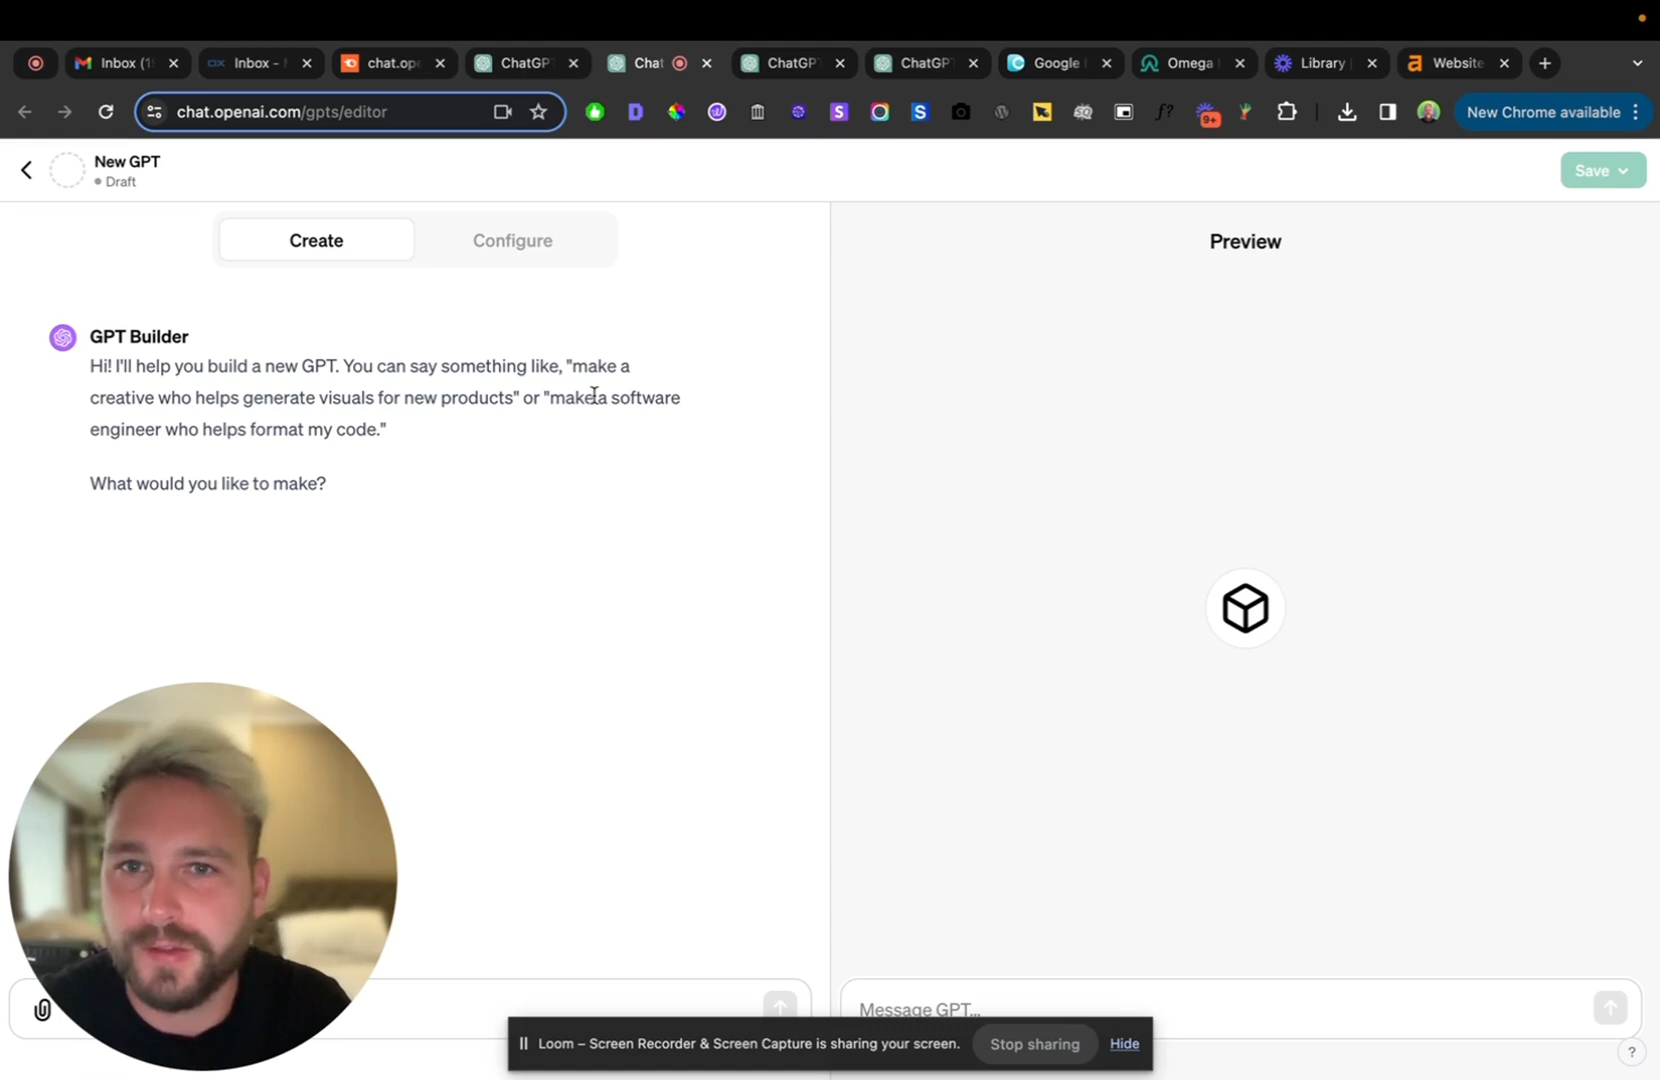 Inbox (1
Inbox -
chat.ope
ChatGP
Chat
ChatGP
ChatGP
Google
Omega
Library
Website
chat.openai.com/gpts/editor
9+
New Chrome available
New GPT
Draft
Save
Create
Configure
Preview
GPT Builder
Hi! I'll help you build a new GPT. You can say something like, "make a
creative who helps generate visuals for new products" or "make a software
engineer who helps format my code."
What would you like to make?
Message GPT...
Loom – Screen Recorder & Screen Capture is sharing your screen.
Stop sharing
Hide
?